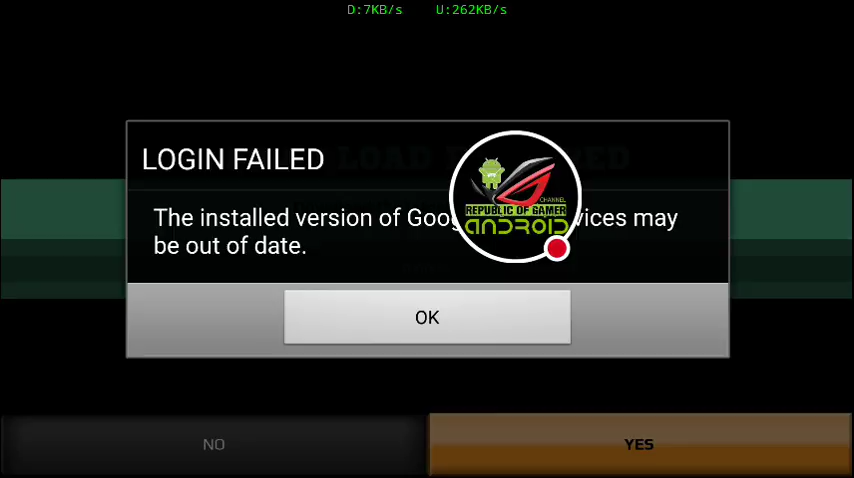 D:7KB/s U:262KB/s
LOGIN FAILED
The installed version of Goog vices may
be out of date.
CHANNEL
REPUBLIC OF GAMER
ANDROID
OK
NO
YES